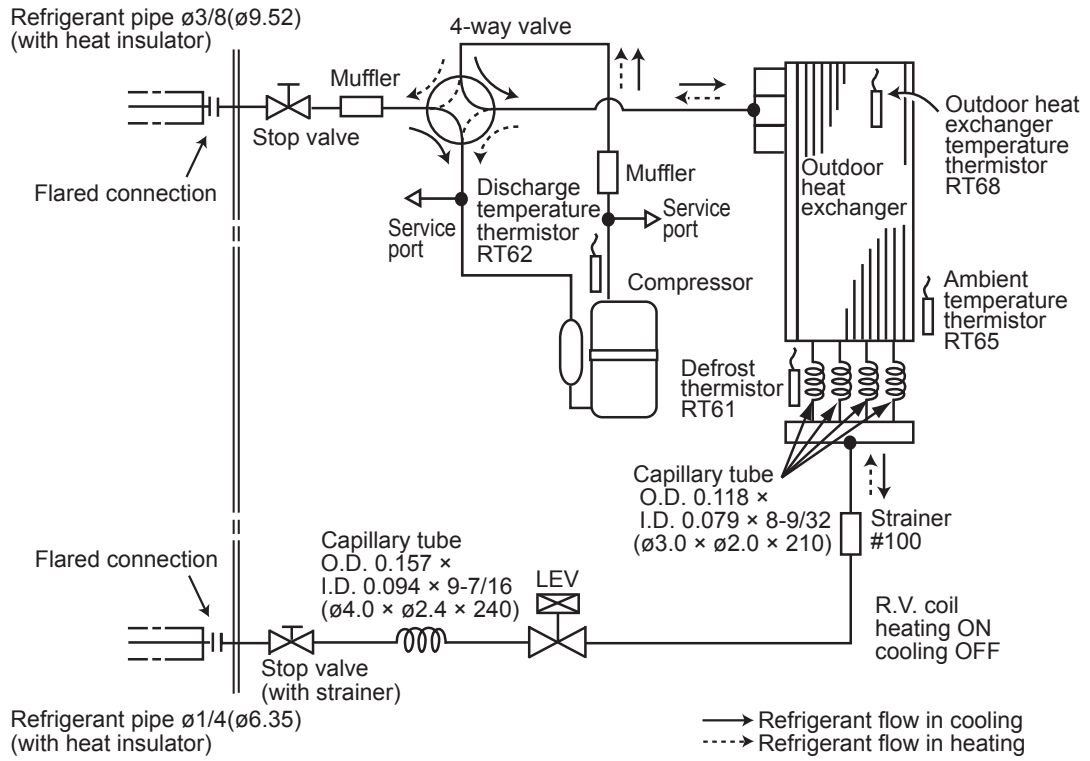 Refrigerant pipe ø3/8(ø9.52)
(with heat insulator)
4-way valve
Muffler
Stop valve
Flared connection
Outdoor heat
exchanger
temperature
thermistor
RT68
Outdoor
heat
exchanger
Muffler
Discharge
temperature
thermistor
RT62
Service
port
Service
port
Compressor
Ambient
temperature
thermistor
RT65
Defrost
thermistor
RT61
Capillary tube
O.D. 0.118 ×
I.D. 0.079 × 8-9/32
(ø3.0 × ø2.0 × 210)
Strainer
#100
Flared connection
Capillary tube
O.D. 0.157 ×
I.D. 0.094 × 9-7/16
(ø4.0 × ø2.4 × 240)
LEV
R.V. coil
heating ON
cooling OFF
Stop valve
(with strainer)
Refrigerant pipe ø1/4(ø6.35)
(with heat insulator)
Refrigerant flow in cooling
Refrigerant flow in heating